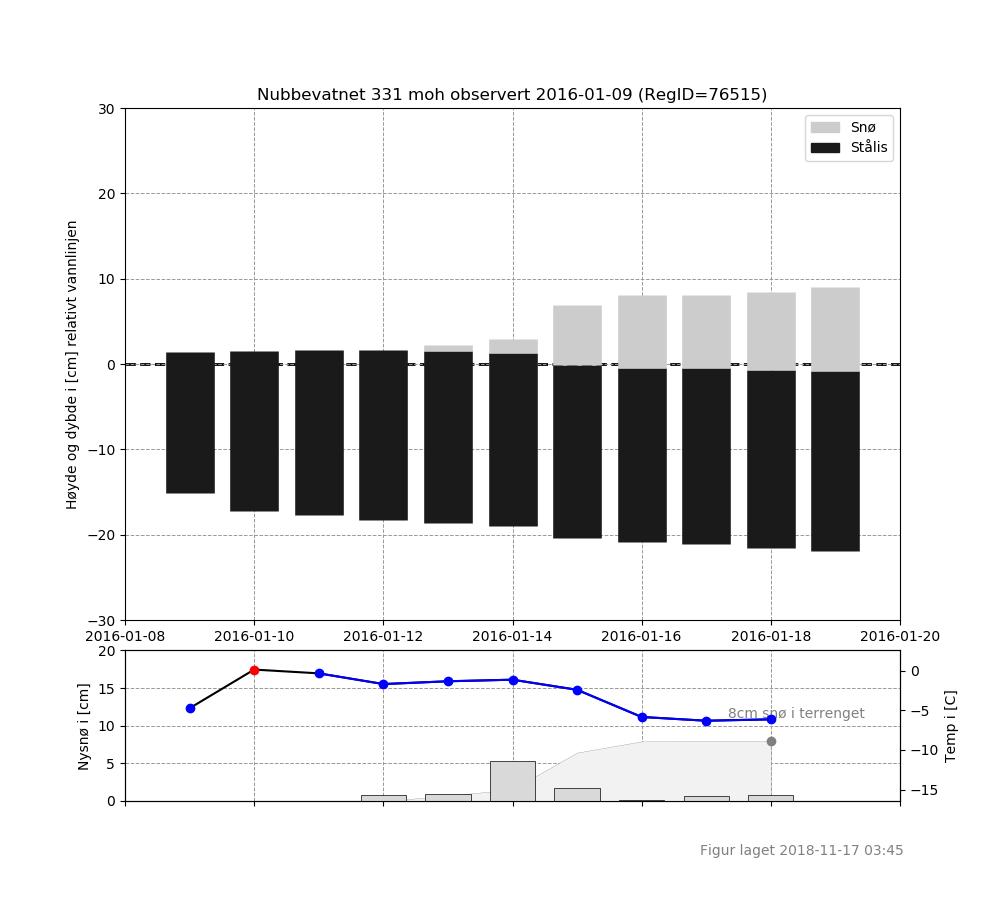 Nubbevatnet 331 moh observert 2016-01-09 (RegID=76515)
Snø
Stålis
Høyde og dybde i [cm] relativt vannlinjen
30
20
10
0
−10
−20
−30
2016-01-08 2016-01-10 2016-01-12 2016-01-14 2016-01-16 2016-01-18 2016-01-20
Nysnø i [cm]
20
15
10
5
0
8cm snø i terrenget
0
−5
−10
−15
Temp i [C]
Figur laget 2018-11-17 03:45